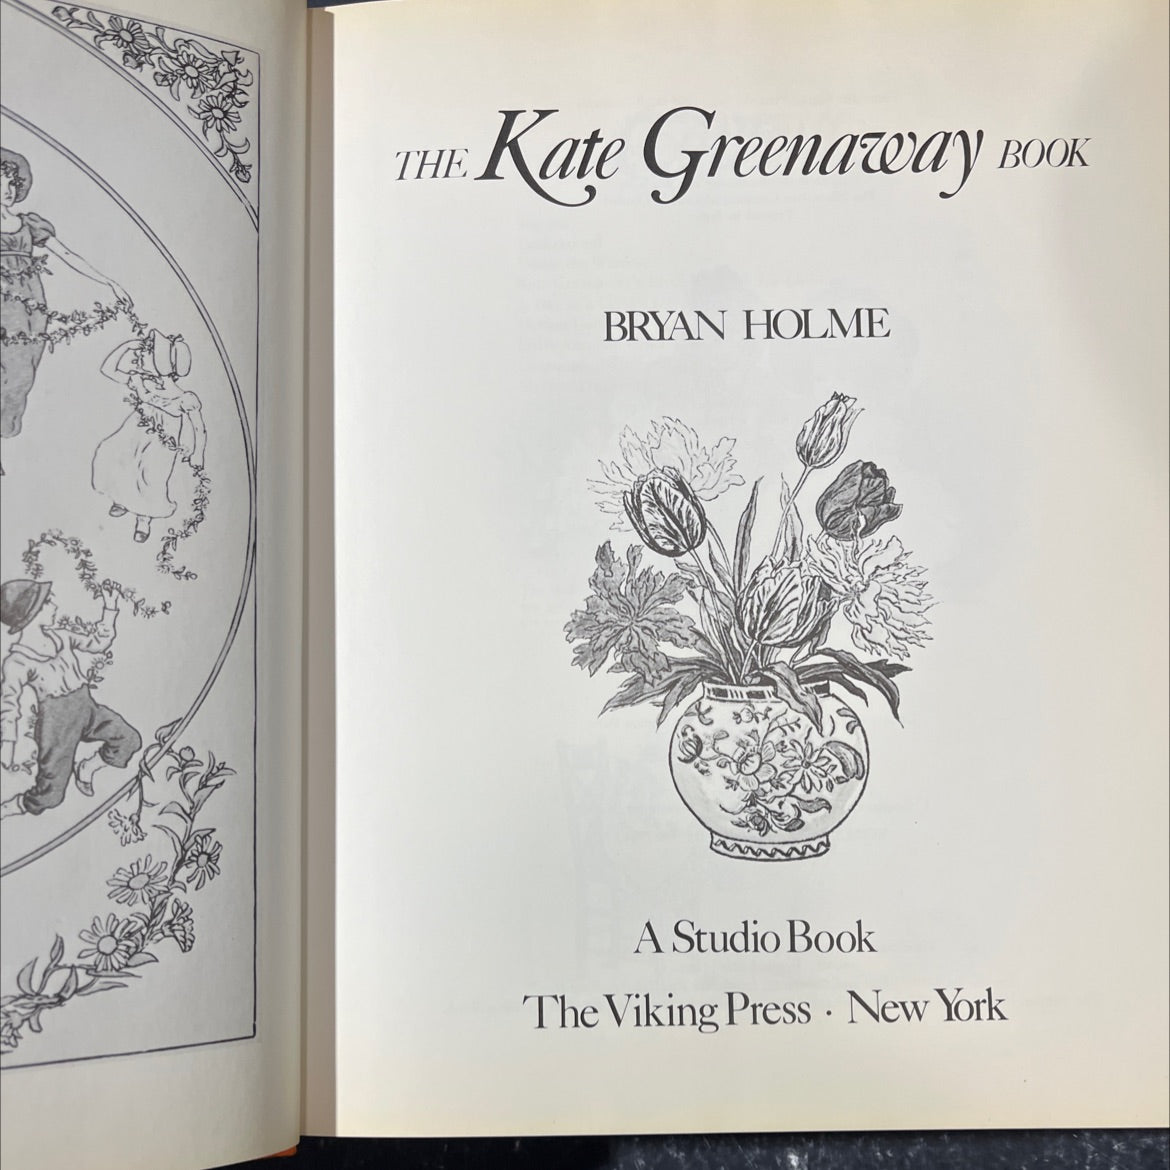 THE Kate Greenaway BOOK
BRYAN HOLME
A Studio Book
The Viking Press · New York